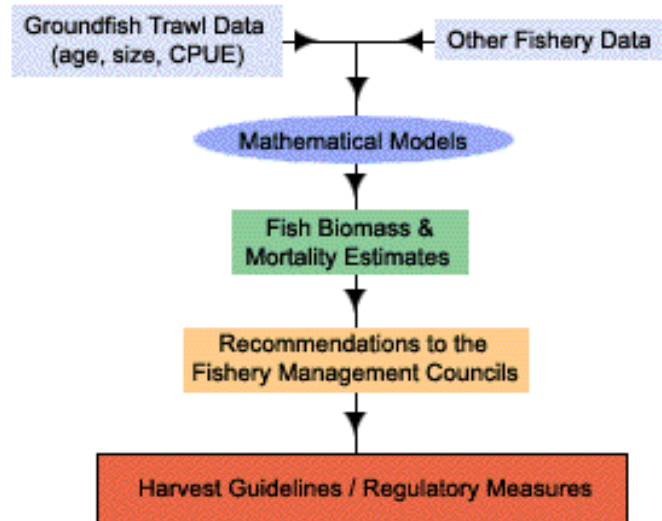 Groundfish Trawl Data
(age, size, CPUE)
Other Fishery Data
Mathematical Models
Fish Biomass &
Mortality Estimates
Recommendations to the
Fishery Management Councils
Harvest Guidelines / Regulatory Measures